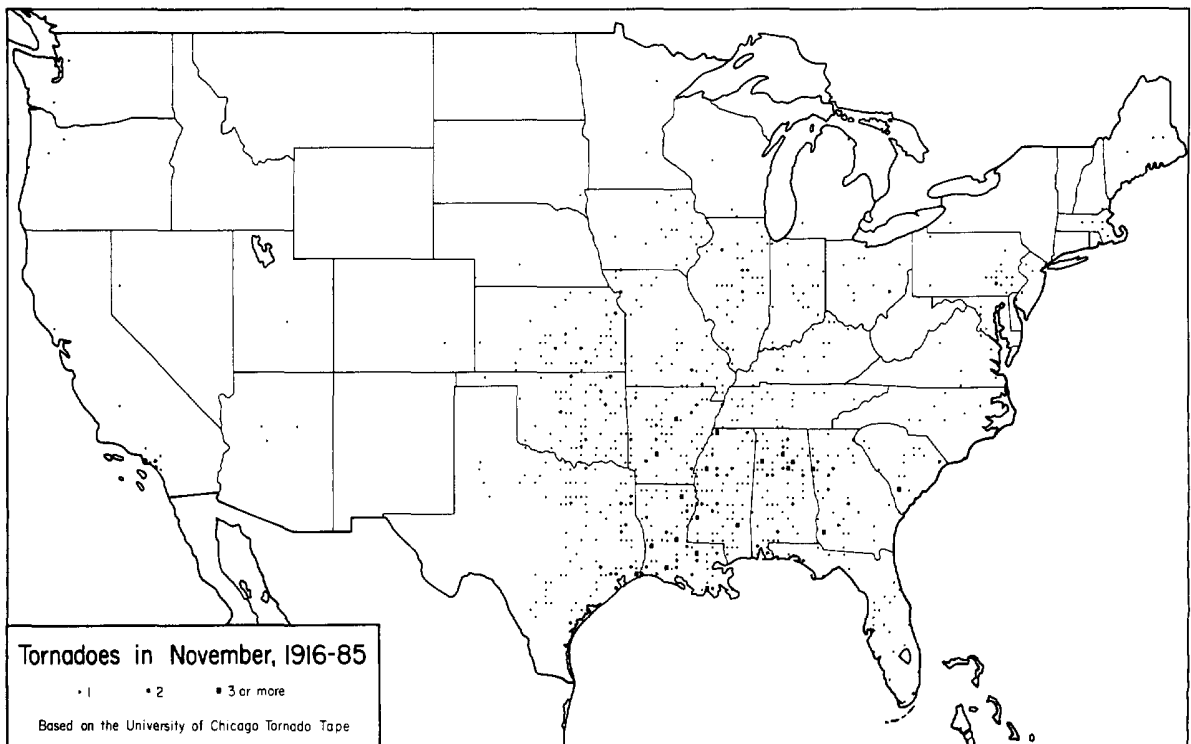 Tornadoes in November, 1916-85
1 2 3 or more
Based on the University of Chicago Tornado Tape